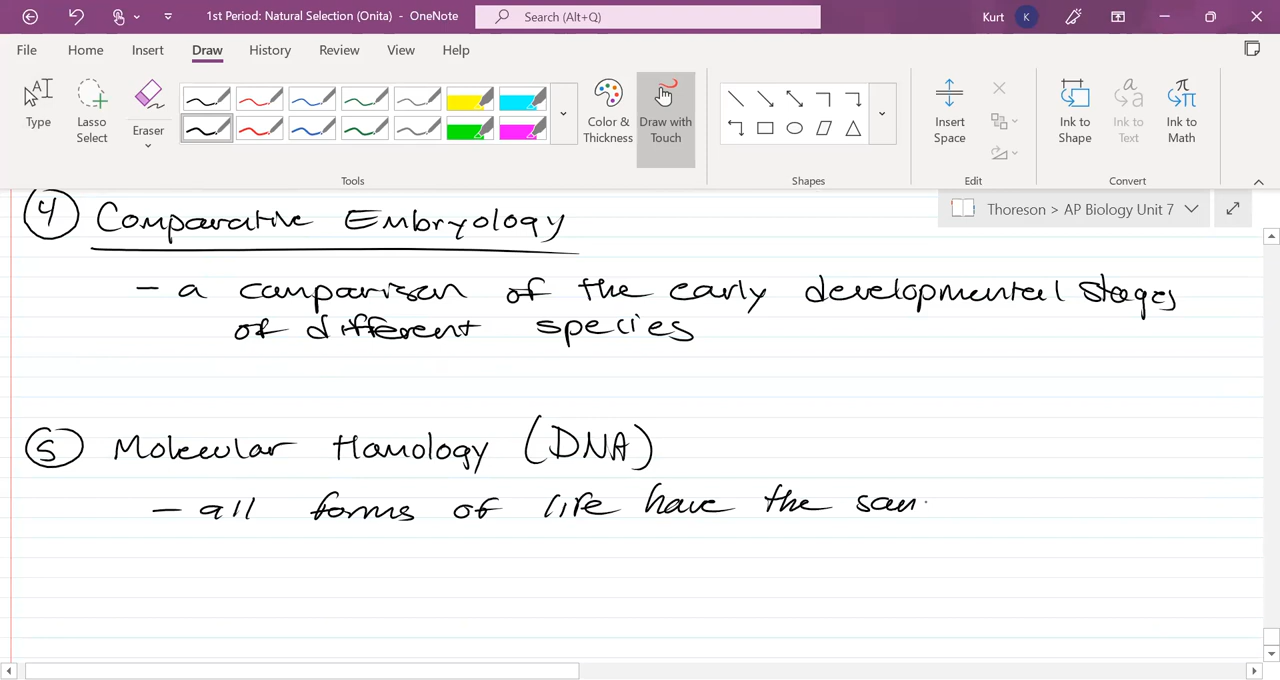 1st Period: Natural Selection (Onita) - OneNote
Search (Alt+Q)
Kurt
K
File Home Insert Draw History Review View Help
Type
Lasso Select
Eraser
Color & Thickness
Draw with Touch
Insert Space
Ink to Shape
Ink to Text
Ink to Math
Tools
Shapes
Edit
Convert
Thoreson > AP Biology Unit 7
4 Comparative Embryology
- a comparison of the early developmental stages
of different species
5 Molecular Homology (DNA)
- all forms of life have the sam